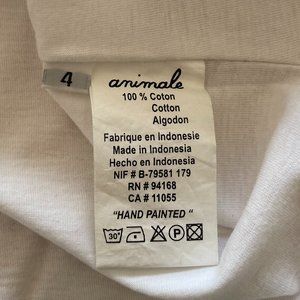 4
animale
100 % Coton
Cotton
Algodon
Fabrique en Indonesie
Made in Indonesia
Hecho en Indonesia
NIF # B-79581 179
RN # 94168
CA # 11055
"HAND PAINTED "
30° P